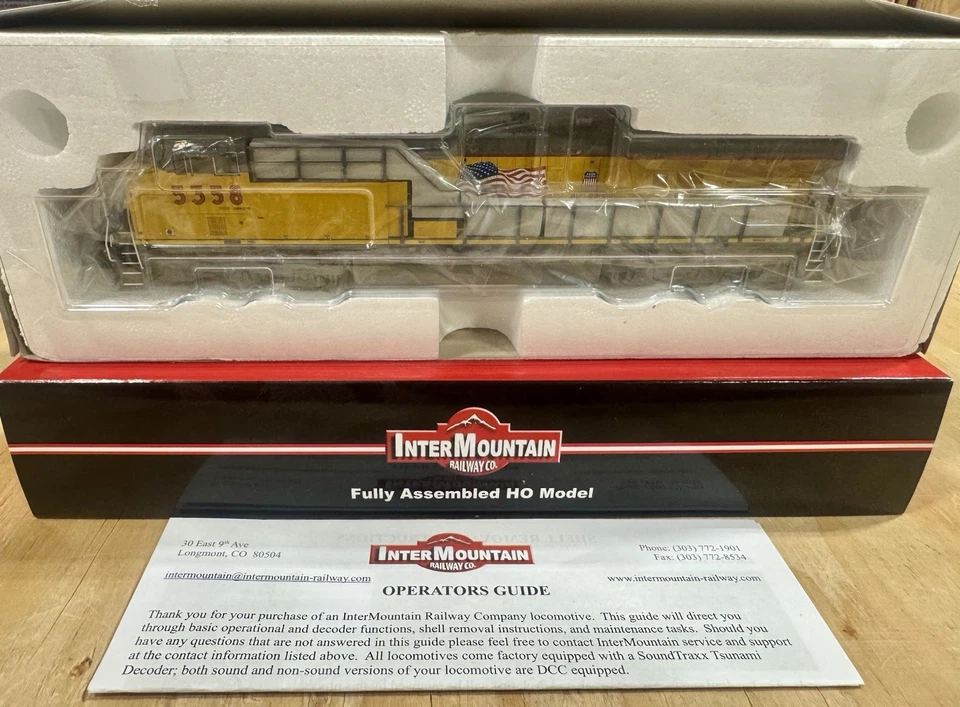 5358
InterMountain
RAILWAY CO.
Fully Assembled HO Model
30 East 9th Ave
Longmont, CO 80504
intermountain@intermountain-railway.com
InterMountain
RAILWAY CO.
Phone: (303) 772-1901
Fax: (303) 772-8534
www.intermountain-railway.com
OPERATORS GUIDE
Thank you for your purchase of an InterMountain Railway Company locomotive. This guide will direct you
through basic operational and decoder functions, shell removal instructions, and maintenance tasks. Should you
have any questions that are not answered in this guide please feel free to contact InterMountain service and support
at the contact information listed above. All locomotives come factory equipped with a SoundTraxx Tsunami
Decoder; both sound and non-sound versions of your locomotive are DCC equipped.